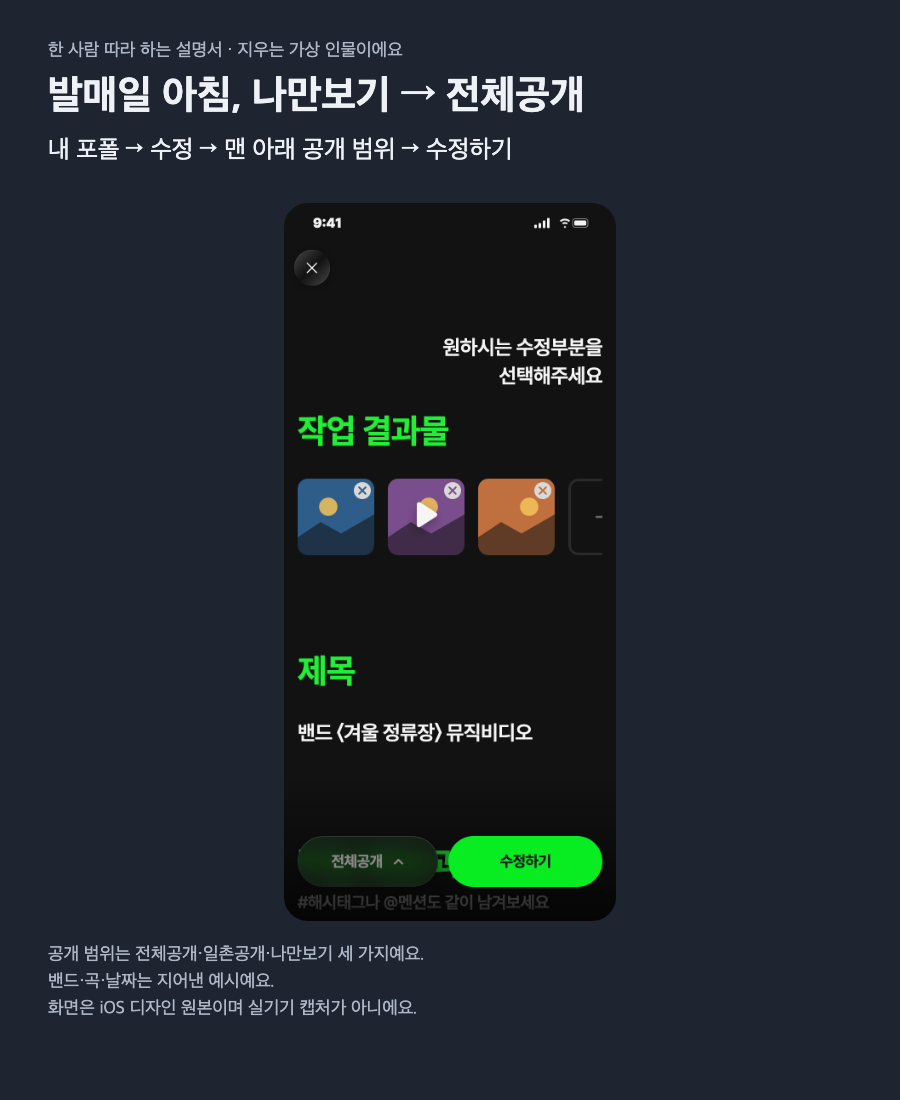 한 사람 따라 하는 설명서 · 지우는 가상 인물이에요
발매일 아침, 나만보기 → 전체공개
내 포폴 → 수정 → 맨 아래 공개 범위 → 수정하기
9:41
원하시는 수정부분을
선택해주세요
작업 결과물
제목
밴드 〈겨울 정류장〉 뮤직비디오
전체공개
수정하기
#해시태그나 @멘션도 같이 남겨보세요
공개 범위는 전체공개·일촌공개·나만보기 세 가지예요.
밴드·곡·날짜는 지어낸 예시예요.
화면은 iOS 디자인 원본이며 실기기 캡처가 아니에요.